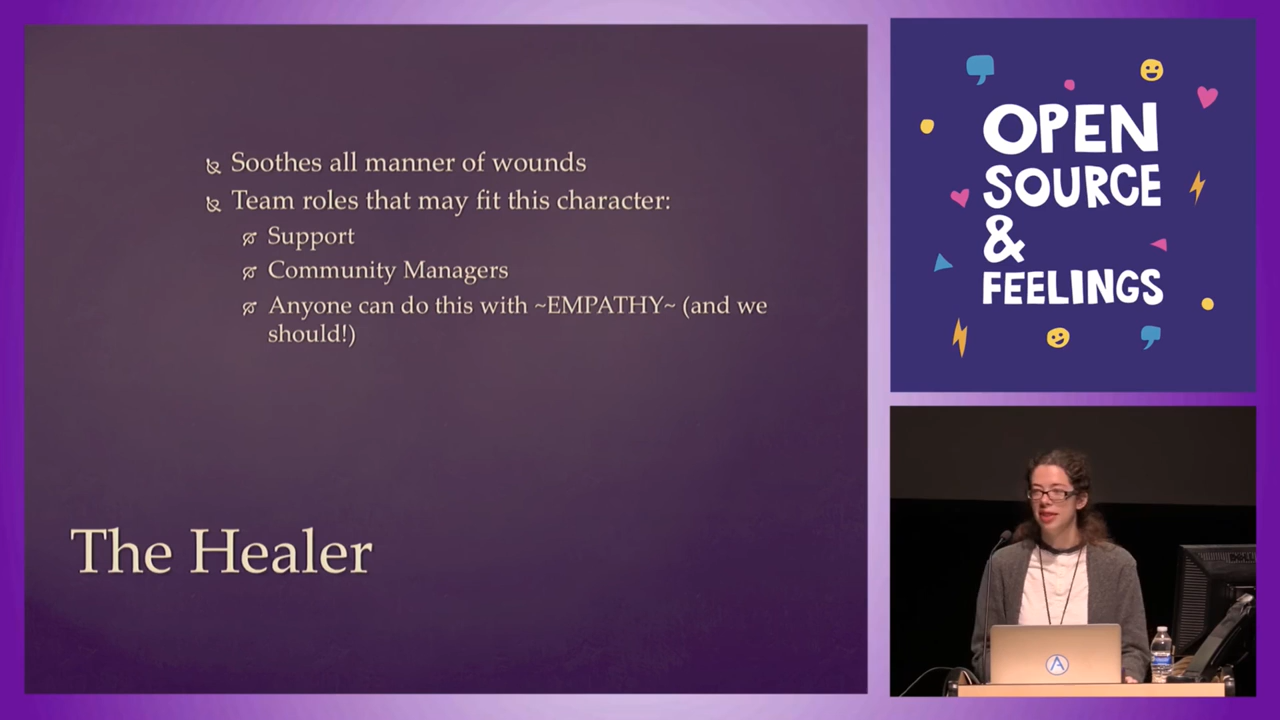 Soothes all manner of wounds
Team roles that may fit this character:
Support
Community Managers
Anyone can do this with ~EMPATHY~ (and we
should!)
The Healer
OPEN
SOURCE
&
FEELINGS
DELL